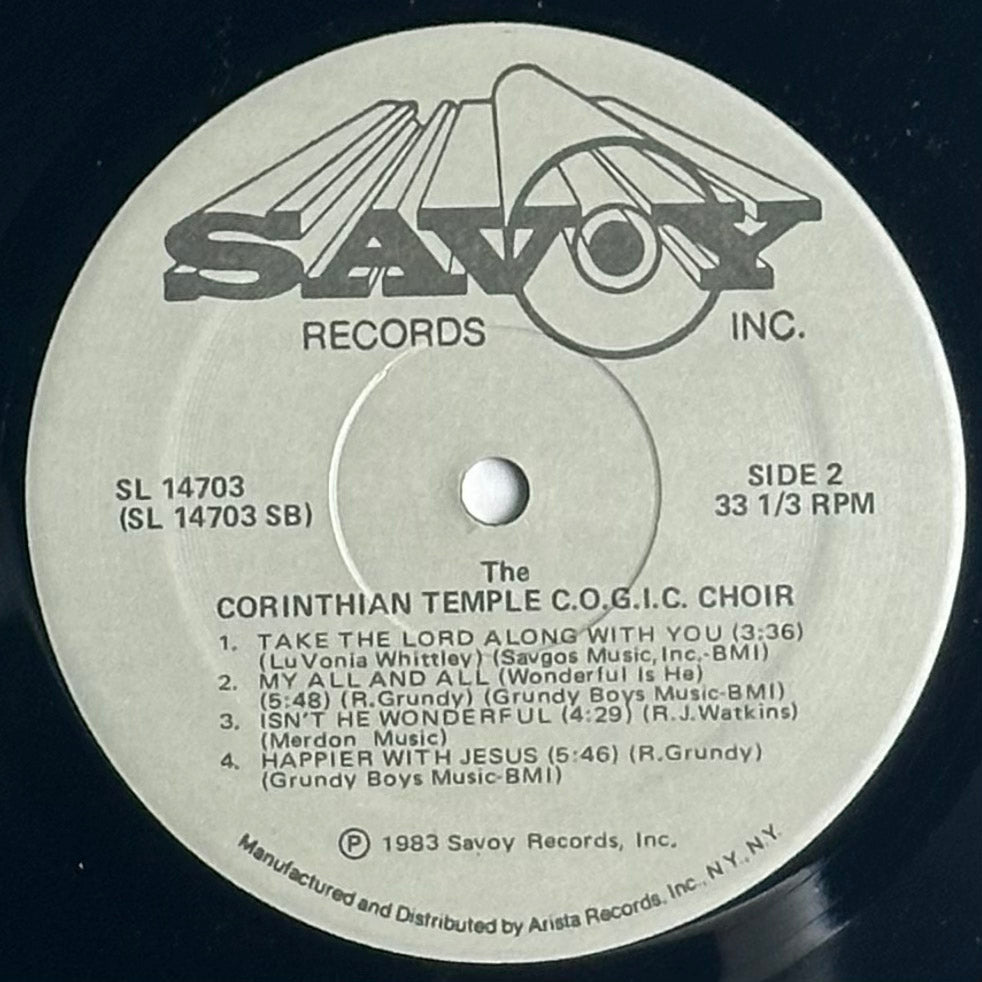 SAVOY
RECORDS INC.
SL 14703
(SL 14703 SB)
SIDE 2
33 1/3 RPM
The
CORINTHIAN TEMPLE C.O.G.I.C. CHOIR
1. TAKE THE LORD ALONG WITH YOU (3:36)
(LuVonia Whittley) (Savgos Music, Inc.-BMI)
2. MY ALL AND ALL (Wonderful Is He)
(5:48) (R.Grundy) (Grundy Boys Music-BMI)
3. ISN'T HE WONDERFUL (4:29) (R.J.Watkins)
(Merdon Music)
4. HAPPIER WITH JESUS (5:46) (R.Grundy)
(Grundy Boys Music-BMI)
Ⓟ 1983 Savoy Records, Inc.
Manufactured and Distributed by Arista Records, Inc., N.Y., N.Y.